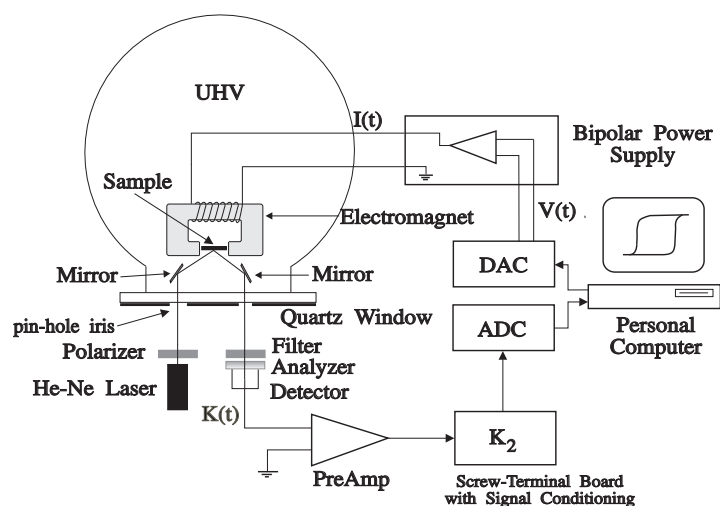 UHV
I(t)
Bipolar Power
Supply
Sample
Electromagnet
V(t)
Mirror
Mirror
DAC
pin-hole iris
Quartz Window
ADC
Personal
Computer
Polarizer
Filter
Analyzer
He-Ne Laser
Detector
K(t)
K2
PreAmp
Screw-Terminal Board
with Signal Conditioning